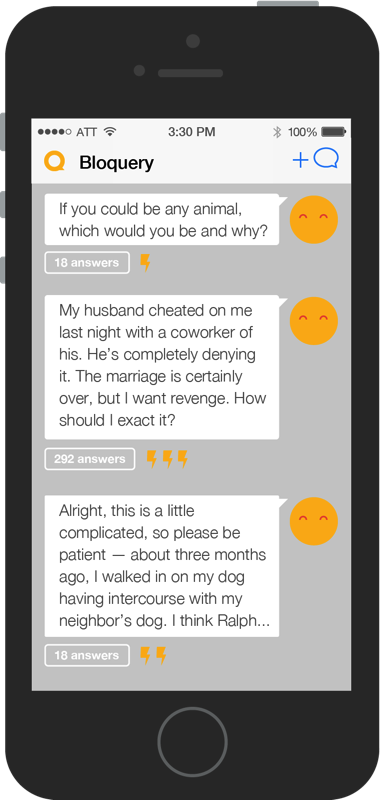 ATT 3:30 PM 100%
Bloquery
If you could be any animal,
which would you be and why?
18 answers
My husband cheated on me
last night with a coworker of
his. He’s completely denying
it. The marriage is certainly
over, but I want revenge. How
should I exact it?
292 answers
Alright, this is a little
complicated, so please be
patient — about three months
ago, I walked in on my dog
having intercourse with my
neighbor’s dog. I think Ralph...
18 answers